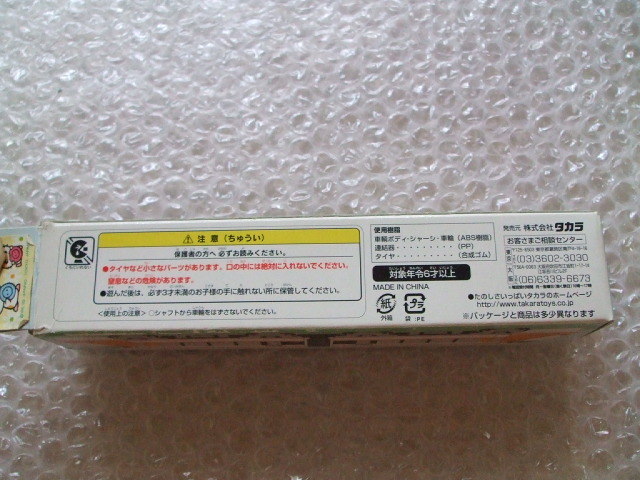 注 意（ちゅうい）
保護者の方へ 必ずお読みください。
●タイヤなど小さなパーツがあります。口の中には絶対に入れないでください。
窒息などの危険があります。
●遊んだ後は、必ず3才未満のお子様の手に触れない所に保管してください。
＜使用上の注意＞ ○シャフトから車輪をはずさないでください。
使用樹脂
車輌ボディ・シャーシ・車輪（ABS樹脂）
連結器・・・・・・・・（PP）
タイヤ・・・・・・・・（合成ゴム）
対象年令6才以上
MADE IN CHINA
紙
外箱
プラ
袋：PE
発売元 株式会社 タカラ
お客さまご相談センター
(03)3602-3030
(06)6339-6673
●たのしさいっぱいタカラのホームページ
http://www.takaratoys.co.jp
※パッケージと商品は多少異なります